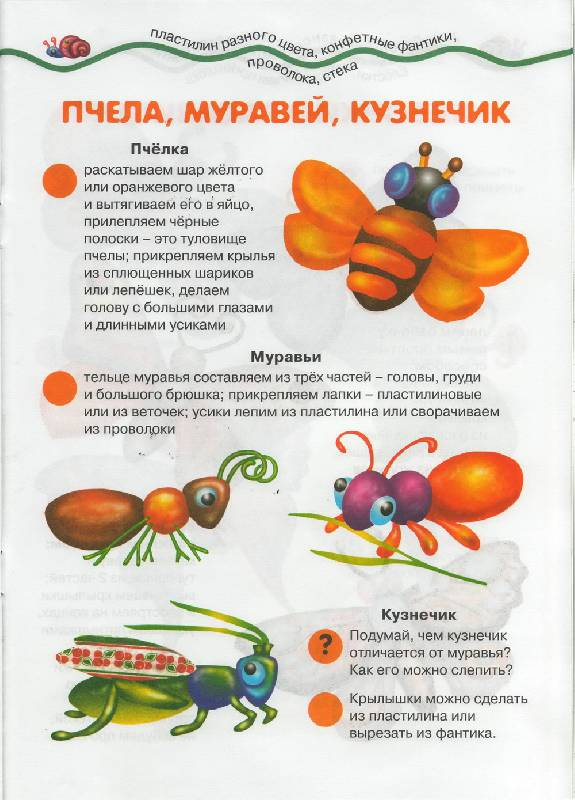 пластилин разного цвета, конфетные фантики,
проволока, стека
ПЧЕЛА, МУРАВЕЙ, КУЗНЕЧИК
Пчёлка
раскатываем шар жёлтого
или оранжевого цвета
и вытягиваем его в яйцо,
прилепляем чёрные
полоски – это туловище
пчелы; прикрепляем крылья
из сплющенных шариков
или лепёшек, делаем
голову с большими глазами
и длинными усиками
Муравьи
тельце муравья составляем из трёх частей – головы, груди
и большого брюшка; прикрепляем лапки – пластилиновые
или из веточек; усики лепим из пластилина или сворачиваем
из проволоки
Кузнечик
? Подумай, чем кузнечик
отличается от муравья?
Как его можно слепить?
Крылышки можно сделать
из пластилина или
вырезать из фантика.